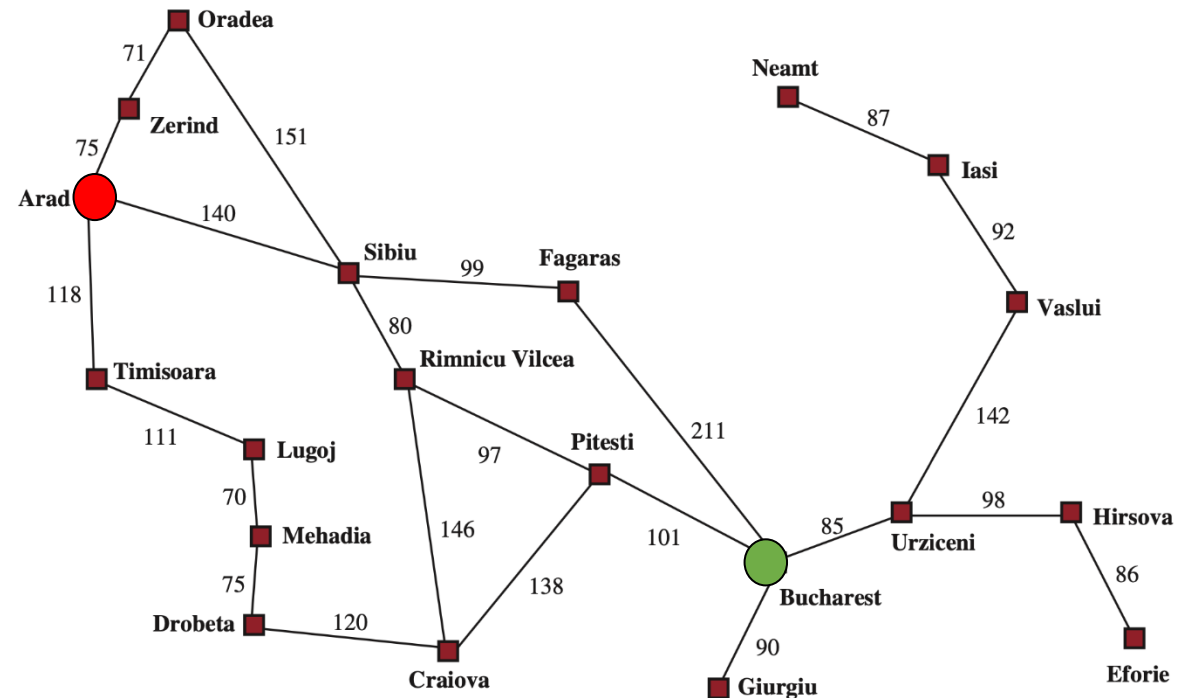 Oradea
71
Neamt
87
Zerind
151
75
Iasi
Arad
140
92
Sibiu
99
Fagaras
118
80
Vaslui
Rimnicu Vilcea
Timisoara
142
111
211
Pitesti
Lugoj
97
70
98
Hirsova
146
101
85
Urziceni
Mehadia
86
75
138
Bucharest
120
Drobeta
90
Craiova
Eforie
Giurgiu